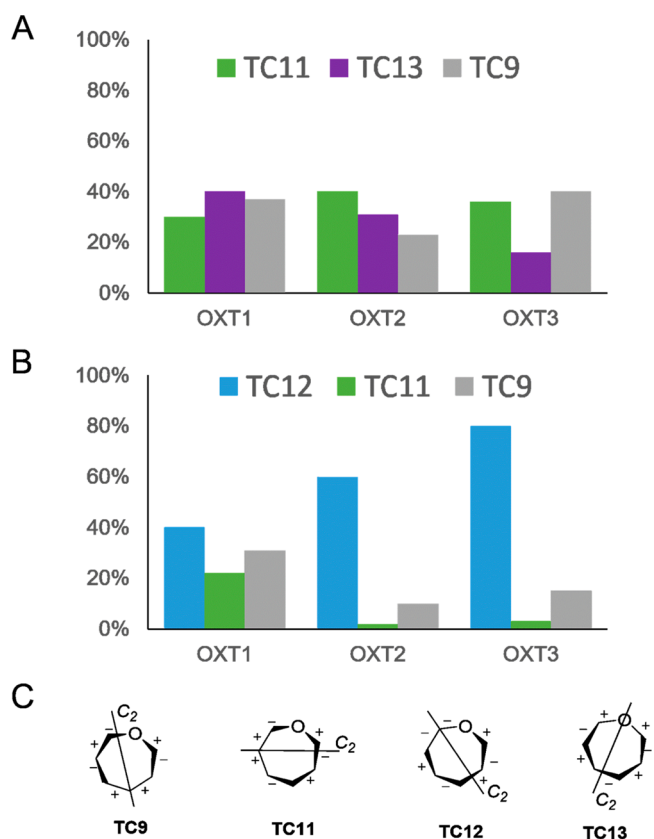 A
100%
TC11 TC13 TC9
80%
60%
40%
20%
0%
OXT1 OXT2 OXT3
B
100%
TC12 TC11 TC9
80%
60%
40%
20%
0%
OXT1 OXT2 OXT3
C
C2 O + + − − + +
− O + + − C2 − +
− O + − − + + C2
+ O + − − + − C2
TC9 TC11 TC12 TC13